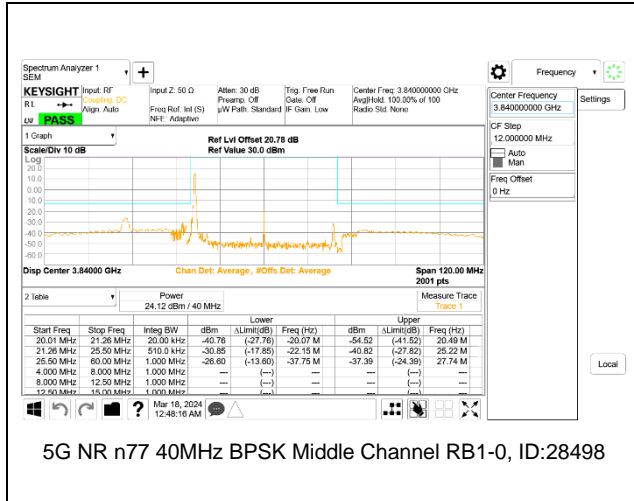 Spectrum Analyzer 1
SEM
Frequency
KEYSIGHT
Input: RF
Coupling: DC
Align: Auto
Input Z: 50 Ω
Freq Ref: Int (S)
NFE: Adaptive
Atten: 30 dB
Preamp: Off
µW Path: Standard
Trig: Free Run
Gate: Off
IF Gain: Low
Center Freq: 3.840000000 GHz
Avg|Hold: 100.00% of 100
Radio Std: None
RL
PASS
Center Frequency
3.840000000 GHz
Settings
CF Step
12.000000 MHz
Auto
Man
Freq Offset
0 Hz
1 Graph
Scale/Div 10 dB
Ref Lvl Offset 20.78 dB
Ref Value 30.0 dBm
Log
20.0
10.0
0.00
-10.0
-20.0
-30.0
-40.0
-50.0
-60.0
Disp Center 3.84000 GHz
Chan Det: Average , #Offs Det: Average
Span 120.00 MHz
2001 pts
2 Table
Power
24.12 dBm / 40 MHz
Measure Trace
Trace 1
Lower Upper
Start Freq Stop Freq Integ BW dBm ΔLimit(dB) Freq (Hz) dBm ΔLimit(dB) Freq (Hz)
20.01 MHz 21.26 MHz 20.00 kHz -40.76 (-27.76) -20.07 M -54.52 (-41.52) 20.49 M
21.26 MHz 25.50 MHz 510.0 kHz -30.85 (-17.85) -22.15 M -40.82 (-27.82) 25.22 M
25.50 MHz 60.00 MHz 1.000 MHz -26.60 (-13.60) -37.75 M -37.39 (-24.39) 27.74 M
4.000 MHz 8.000 MHz 1.000 MHz --- (---) --- --- (---) ---
8.000 MHz 12.50 MHz 1.000 MHz --- (---) --- --- (---) ---
12.50 MHz 15.00 MHz 1.000 MHz --- (---) --- --- (---) ---
Local
Mar 18, 2024
12:48:16 AM
5G NR n77 40MHz BPSK Middle Channel RB1-0, ID:28498